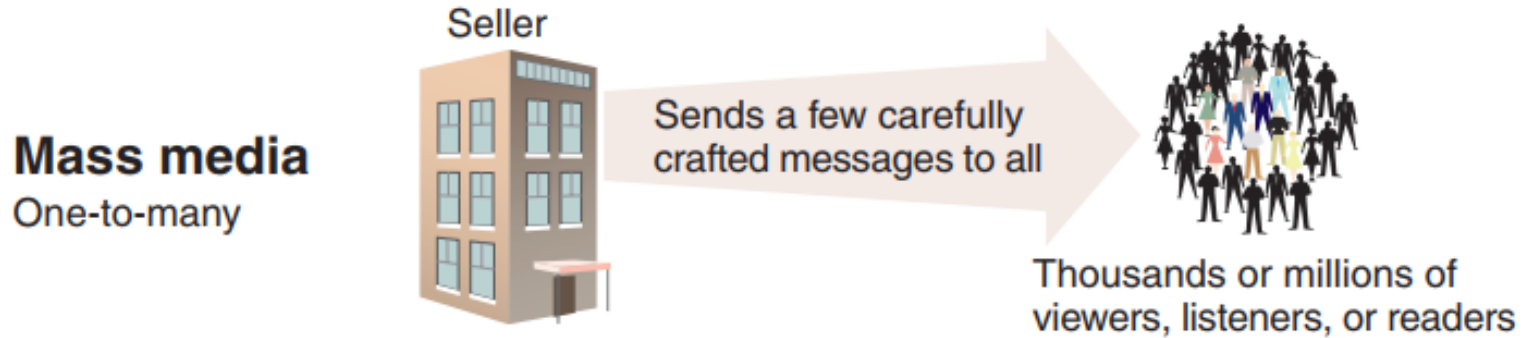 Seller
Mass media
One-to-many
Sends a few carefully
crafted messages to all
Thousands or millions of
viewers, listeners, or readers